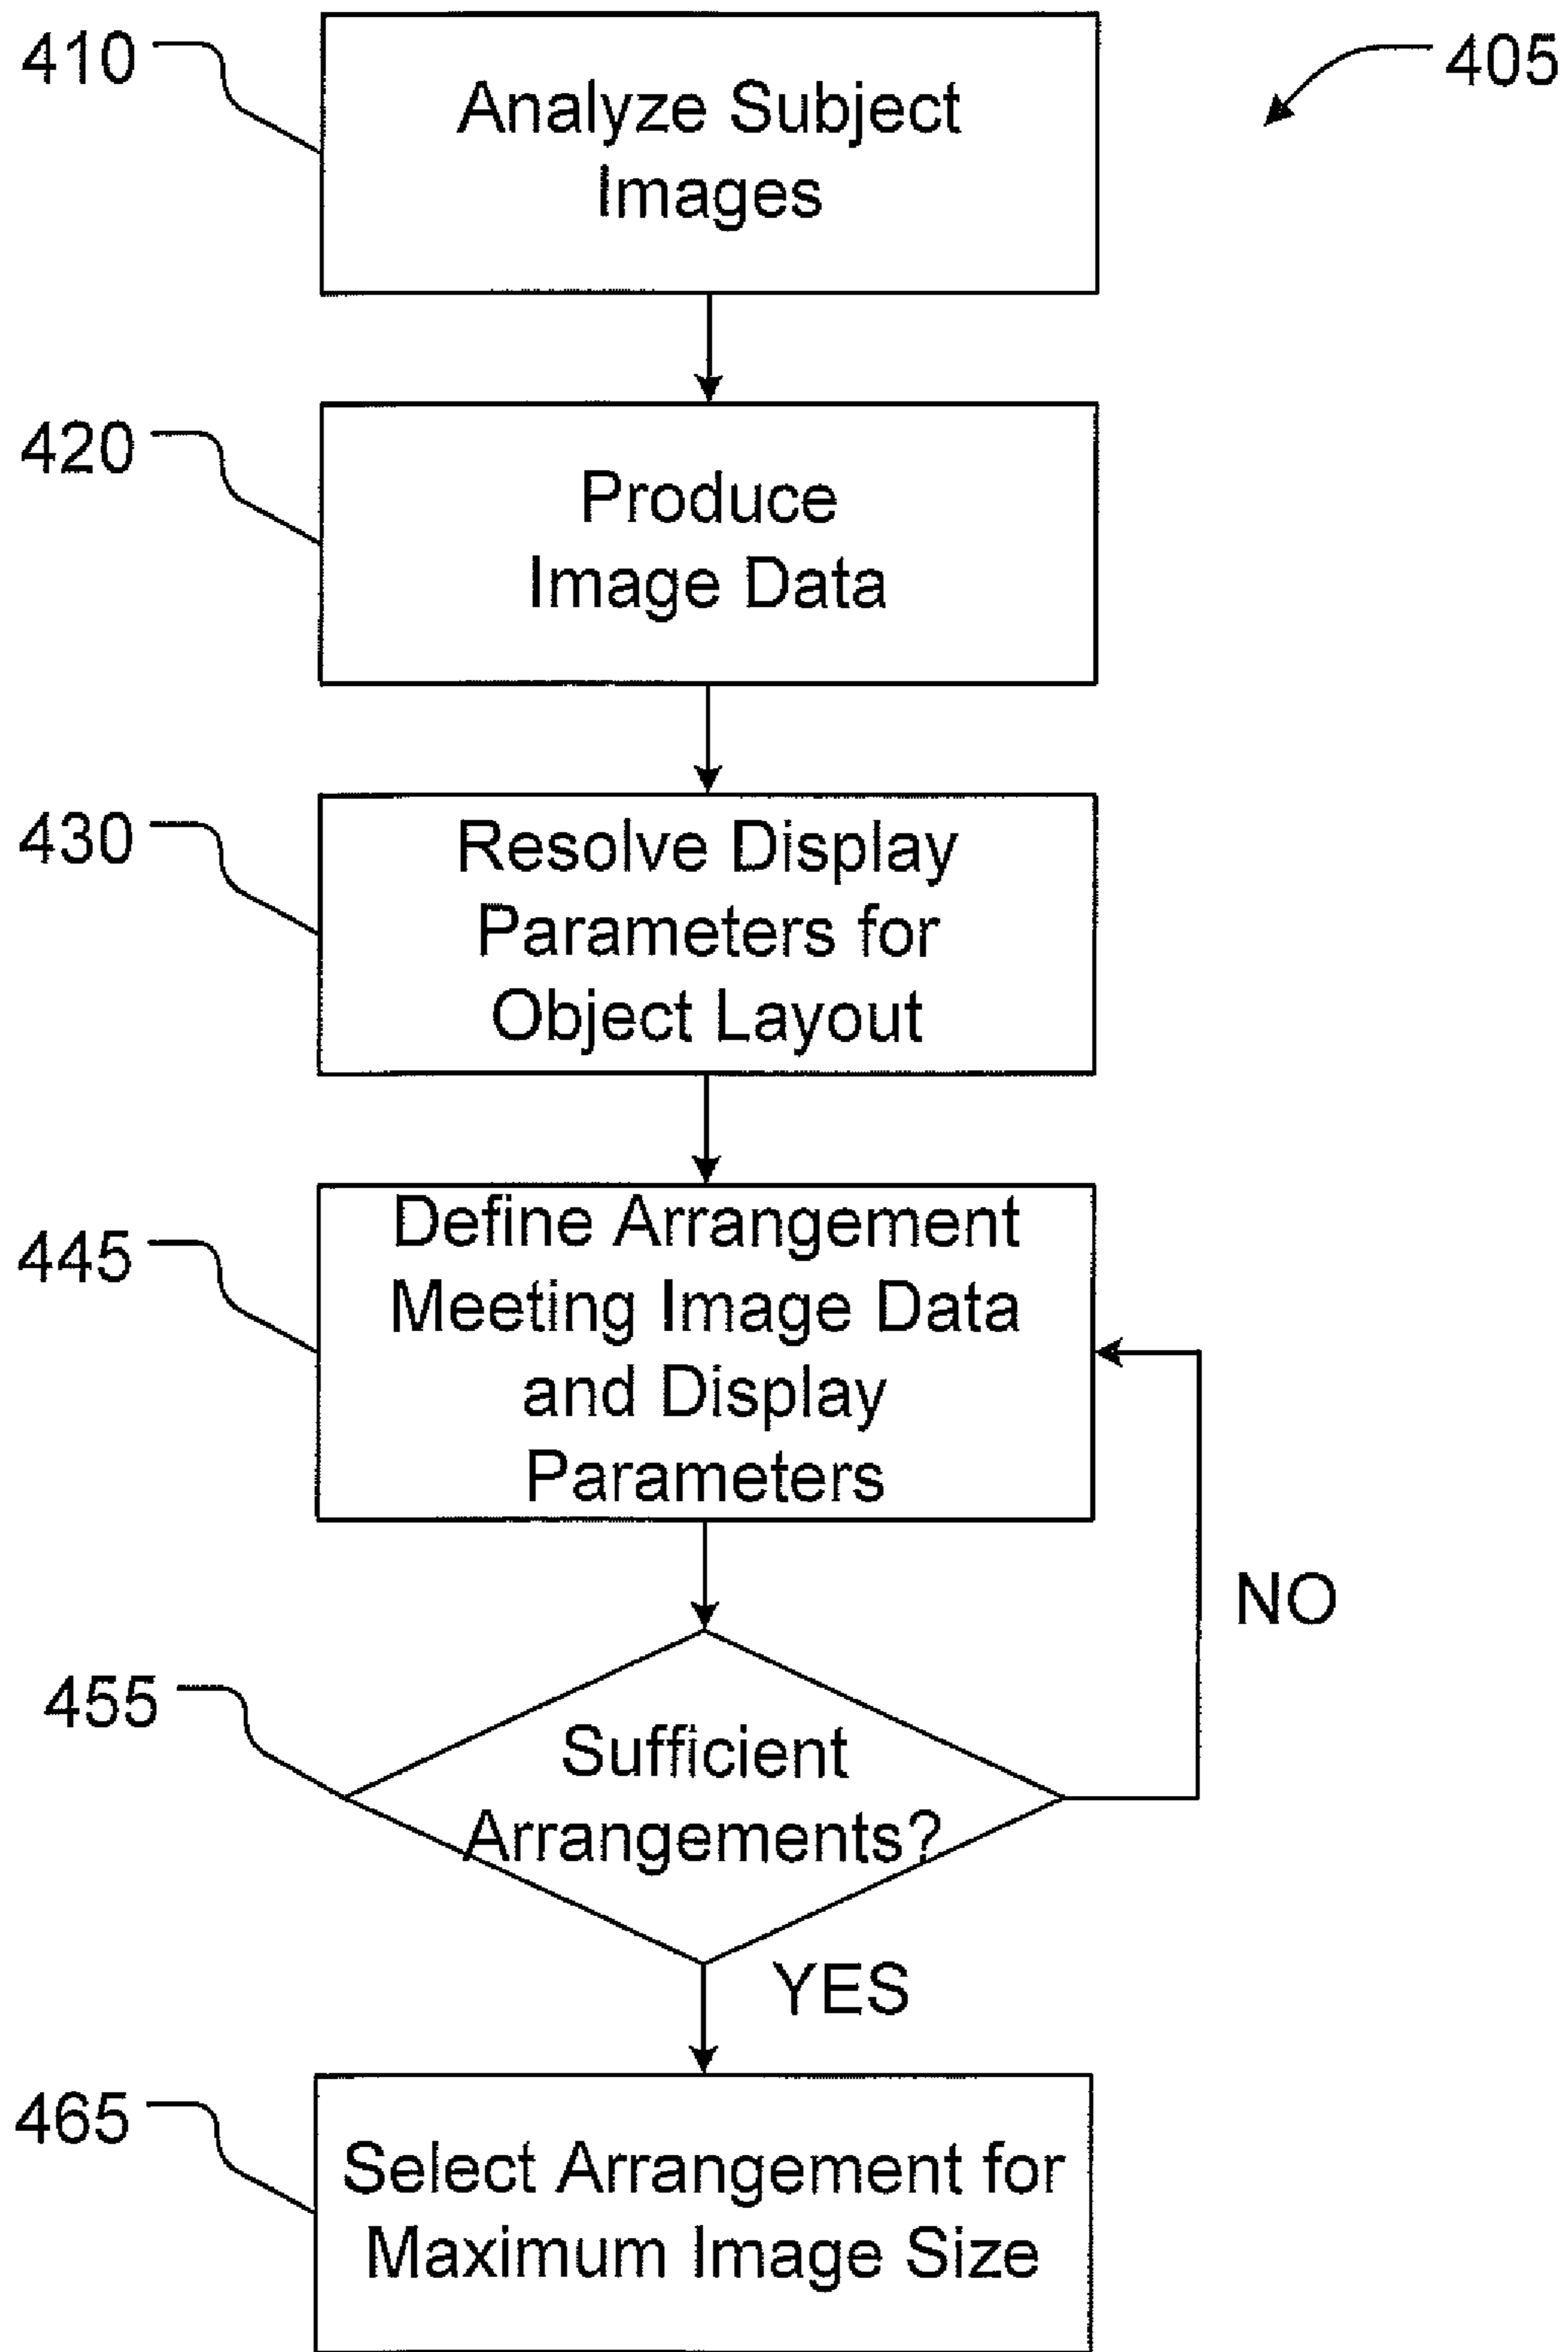 410
405
Analyze Subject
Images
420
Produce
Image Data
430
Resolve Display
Parameters for
Object Layout
445
Define Arrangement
Meeting Image Data
and Display
Parameters
NO
455
Sufficient
Arrangements?
YES
465
Select Arrangement for
Maximum Image Size